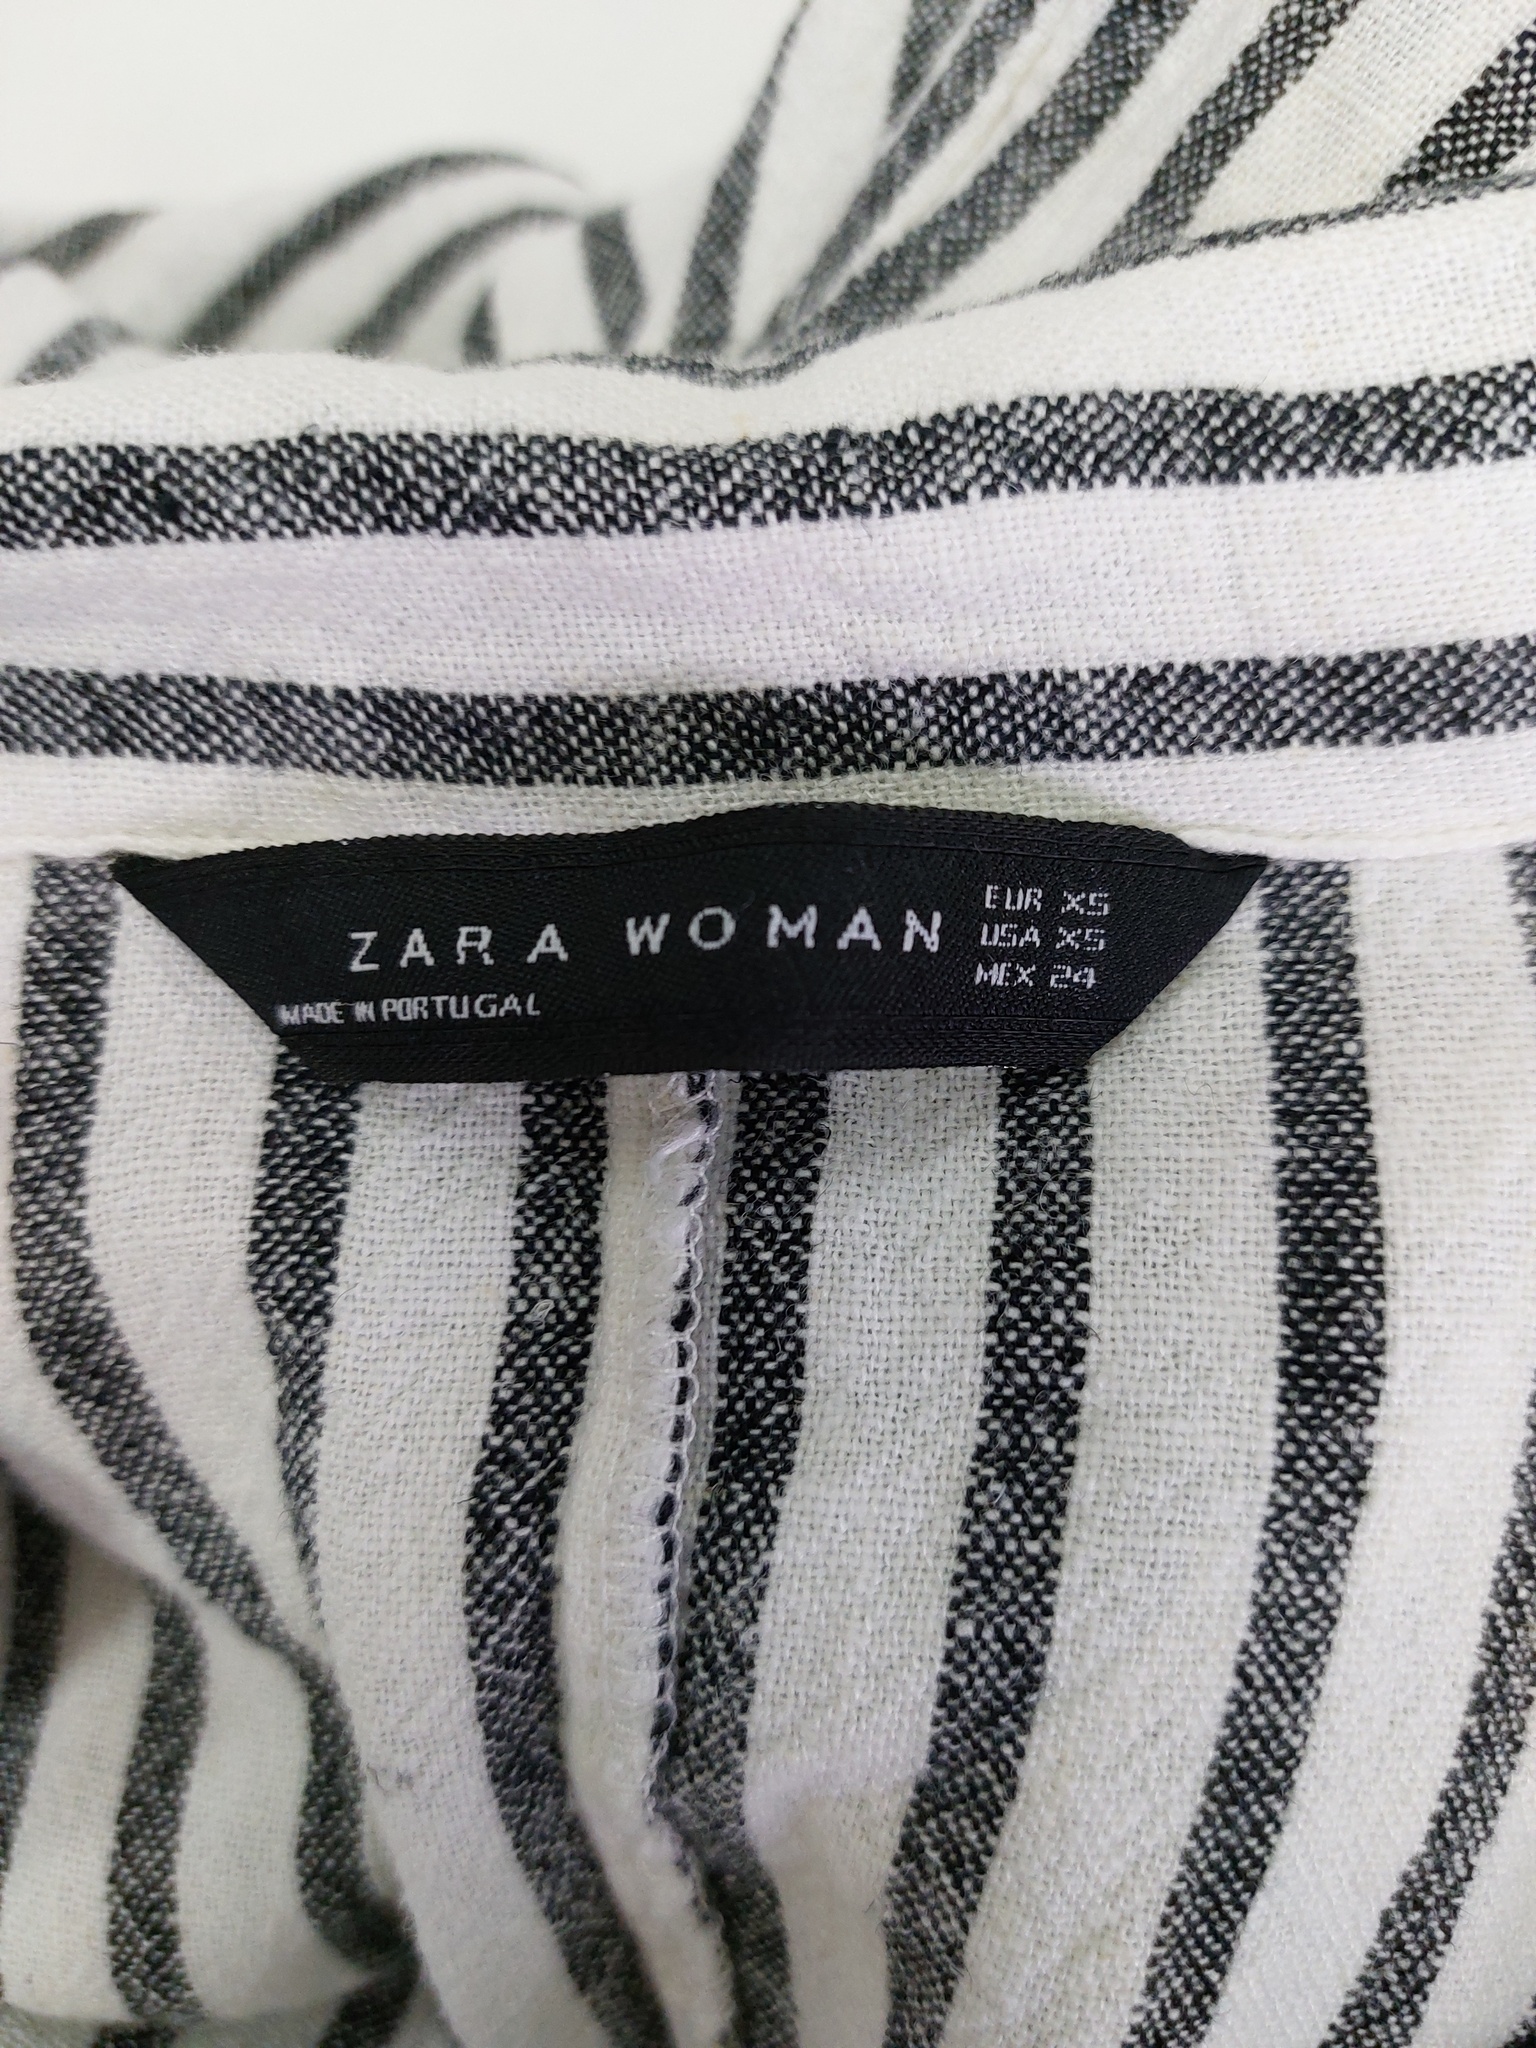 ZARA WOMAN
EUR XS
USA XS
MEX 24
MADE IN PORTUGAL